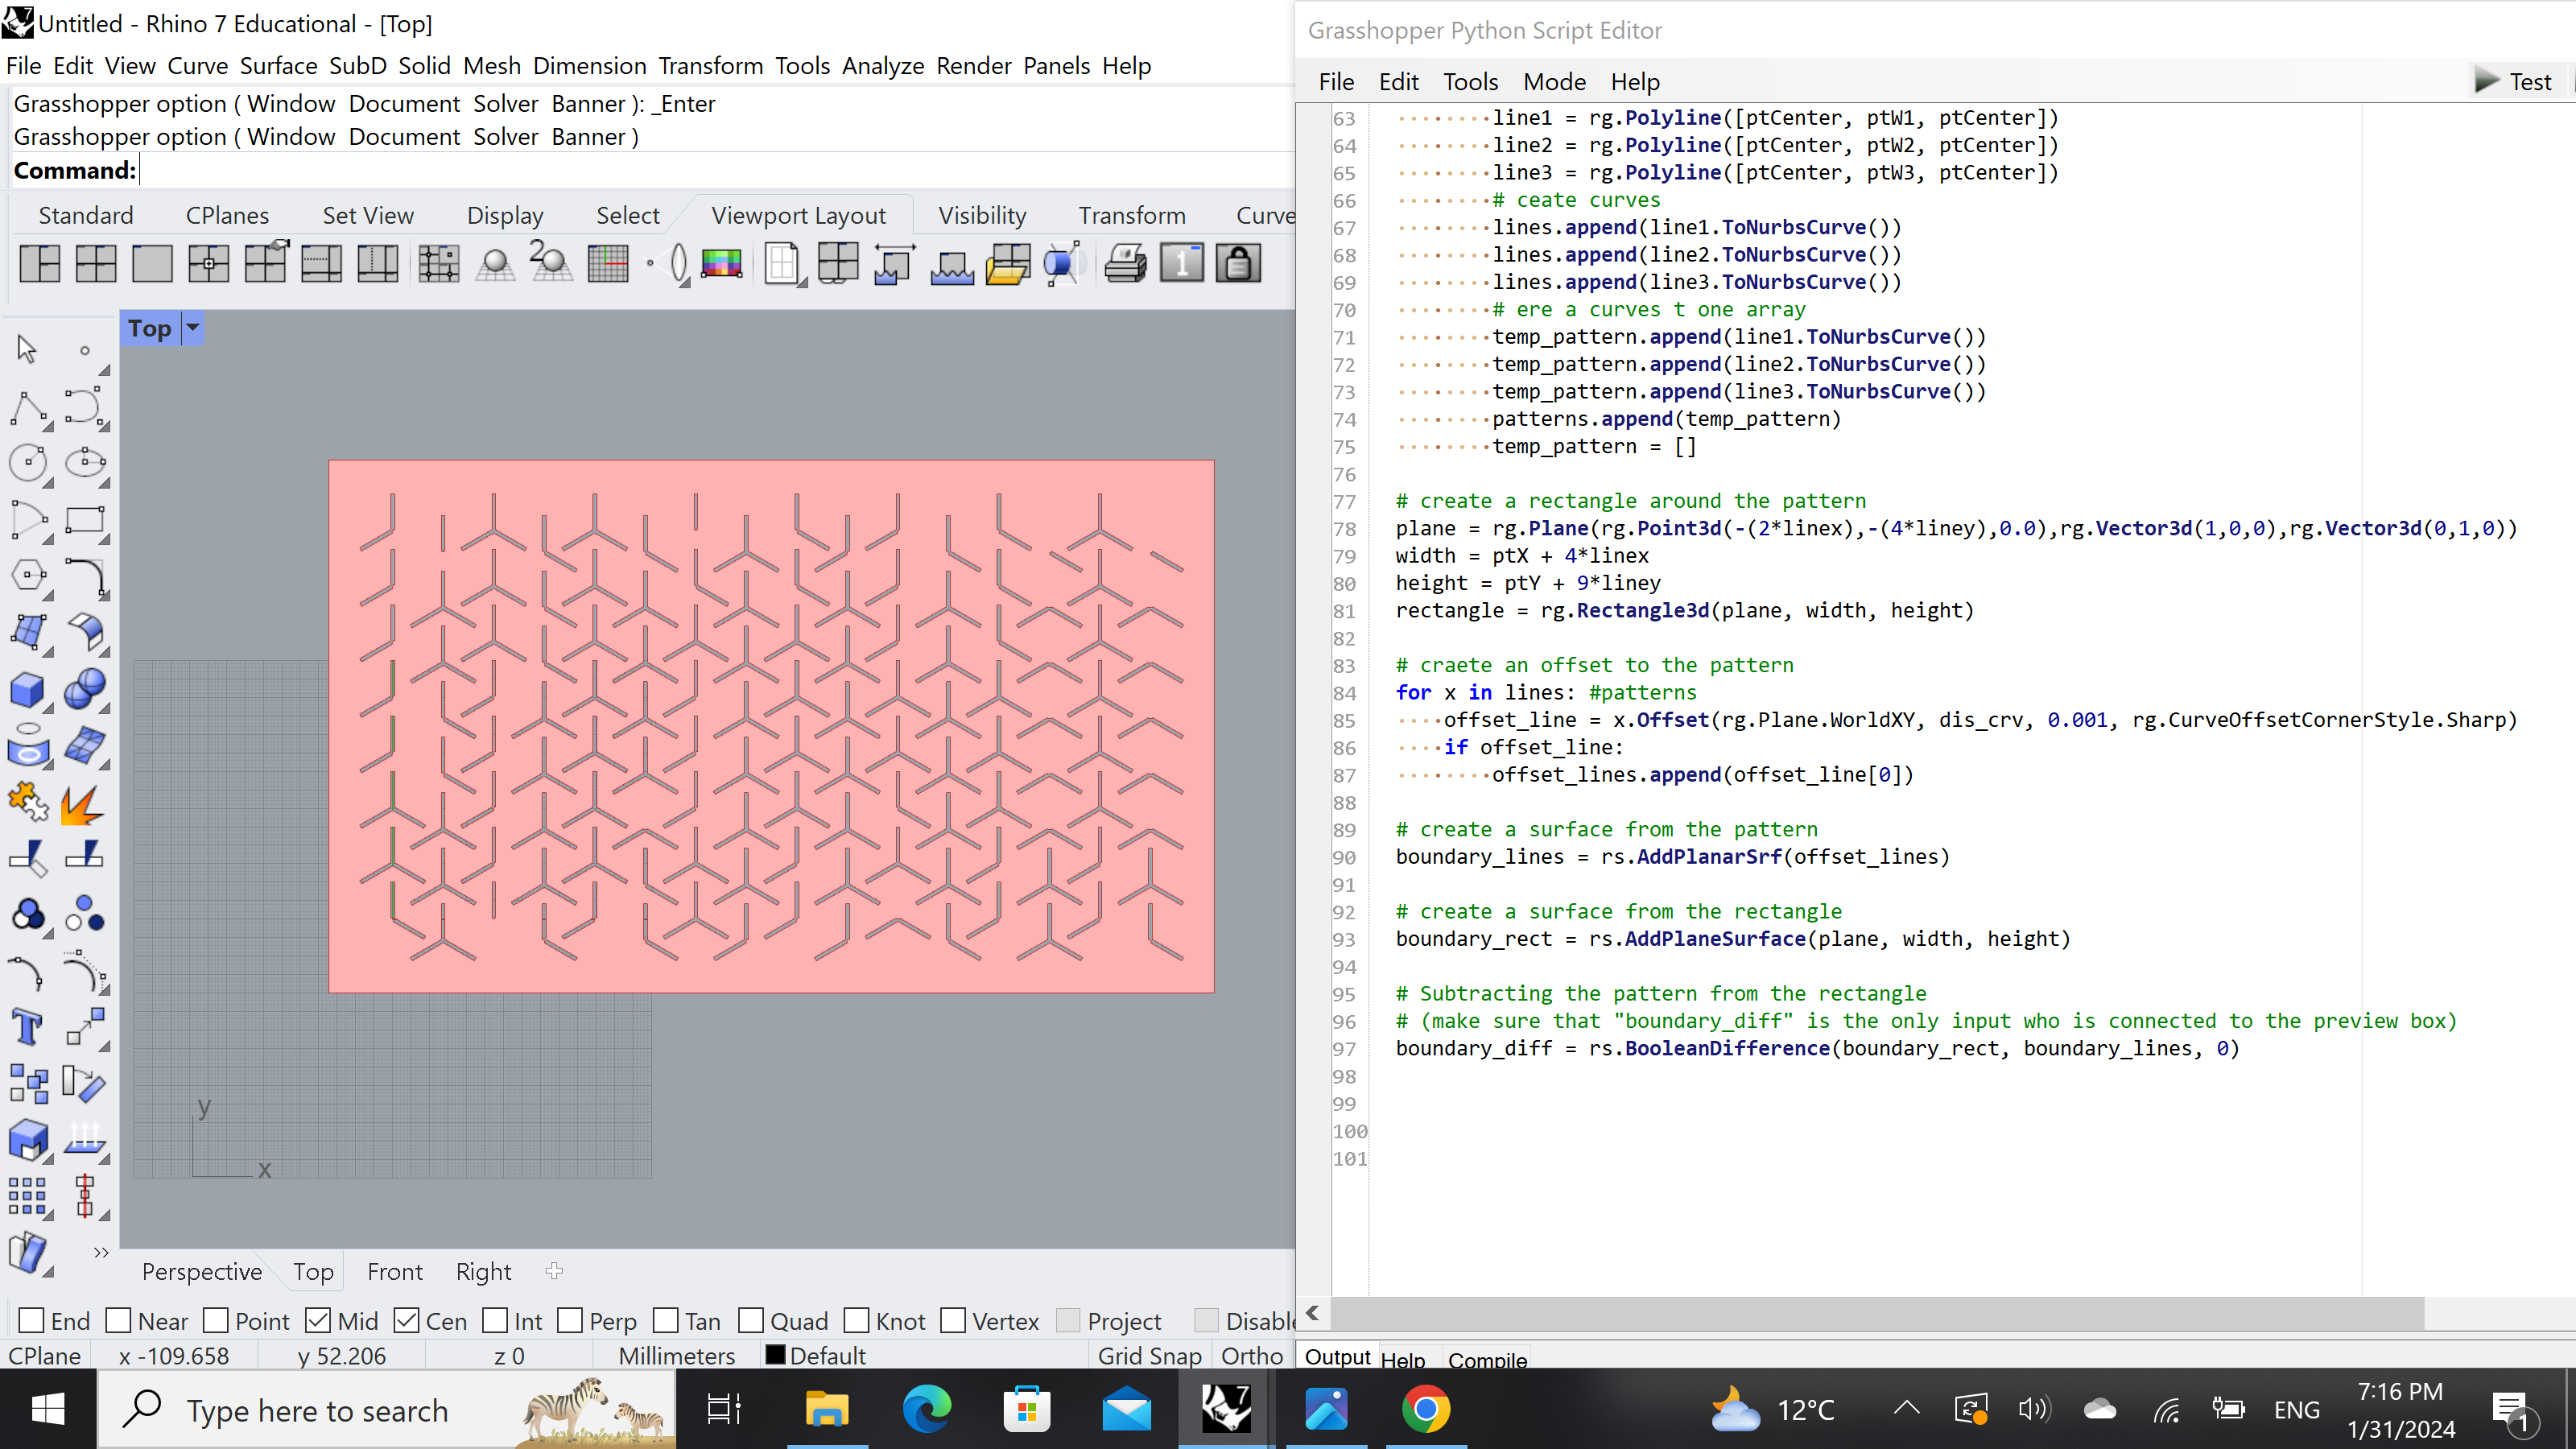 Untitled - Rhino 7 Educational - [Top]
File Edit View Curve Surface SubD Solid Mesh Dimension Transform Tools Analyze Render Panels Help
Grasshopper option ( Window Document Solver Banner ): _Enter
Grasshopper option ( Window Document Solver Banner )
Command:
Standard CPlanes Set View Display Select Viewport Layout Visibility Transform Curve
Top
y
x
Perspective Top Front Right
End Near Point Mid Cen Int Perp Tan Quad Knot Vertex Project Disable
CPlane x -109.658 y 52.206 z 0 Millimeters Default Grid Snap Ortho
Grasshopper Python Script Editor
File Edit Tools Mode Help Test
63 line1 = rg.Polyline([ptCenter, ptW1, ptCenter])
64 line2 = rg.Polyline([ptCenter, ptW2, ptCenter])
65 line3 = rg.Polyline([ptCenter, ptW3, ptCenter])
66 # ceate curves
67 lines.append(line1.ToNurbsCurve())
68 lines.append(line2.ToNurbsCurve())
69 lines.append(line3.ToNurbsCurve())
70 # ere a curves t one array
71 temp_pattern.append(line1.ToNurbsCurve())
72 temp_pattern.append(line2.ToNurbsCurve())
73 temp_pattern.append(line3.ToNurbsCurve())
74 patterns.append(temp_pattern)
75 temp_pattern = []
76
77 # create a rectangle around the pattern
78 plane = rg.Plane(rg.Point3d(-(2*linex),-(4*liney),0.0),rg.Vector3d(1,0,0),rg.Vector3d(0,1,0))
79 width = ptX + 4*linex
80 height = ptY + 9*liney
81 rectangle = rg.Rectangle3d(plane, width, height)
82
83 # craete an offset to the pattern
84 for x in lines: #patterns
85 offset_line = x.Offset(rg.Plane.WorldXY, dis_crv, 0.001, rg.CurveOffsetCornerStyle.Sharp)
86 if offset_line:
87 offset_lines.append(offset_line[0])
88
89 # create a surface from the pattern
90 boundary_lines = rs.AddPlanarSrf(offset_lines)
91
92 # create a surface from the rectangle
93 boundary_rect = rs.AddPlaneSurface(plane, width, height)
94
95 # Subtracting the pattern from the rectangle
96 # (make sure that "boundary_diff" is the only input who is connected to the preview box)
97 boundary_diff = rs.BooleanDifference(boundary_rect, boundary_lines, 0)
98
99
100
101
Output Help Compile
Type here to search
7
12°C
ENG
7:16 PM
1/31/2024
1